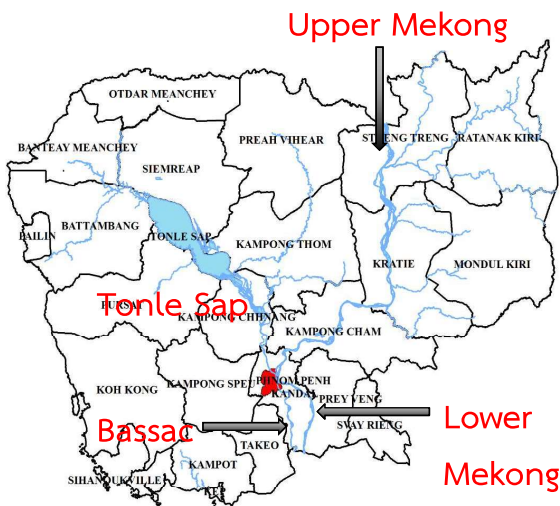 Upper Mekong
OTDAR MEANCHEY
STUENG TRENG
RATANAK KIRI
PREAH VIHEAR
BANTEAY MEANCHEY
SIEMREAP
BATTAMBANG
TONLE SAP
PAILIN
KAMPONG THOM
KRATIE
MONDUL KIRI
PURSAT
Tonle Sap
KAMPONG CHHNANG
KAMPONG CHAM
KOH KONG
KAMPONG SPEU
PHNOM PENH
KANDAL
PREY VENG
Bassac
SVAY RIENG
Lower
Mekong
TAKEO
KAMPOT
SIHANOUKVILLE
KEP